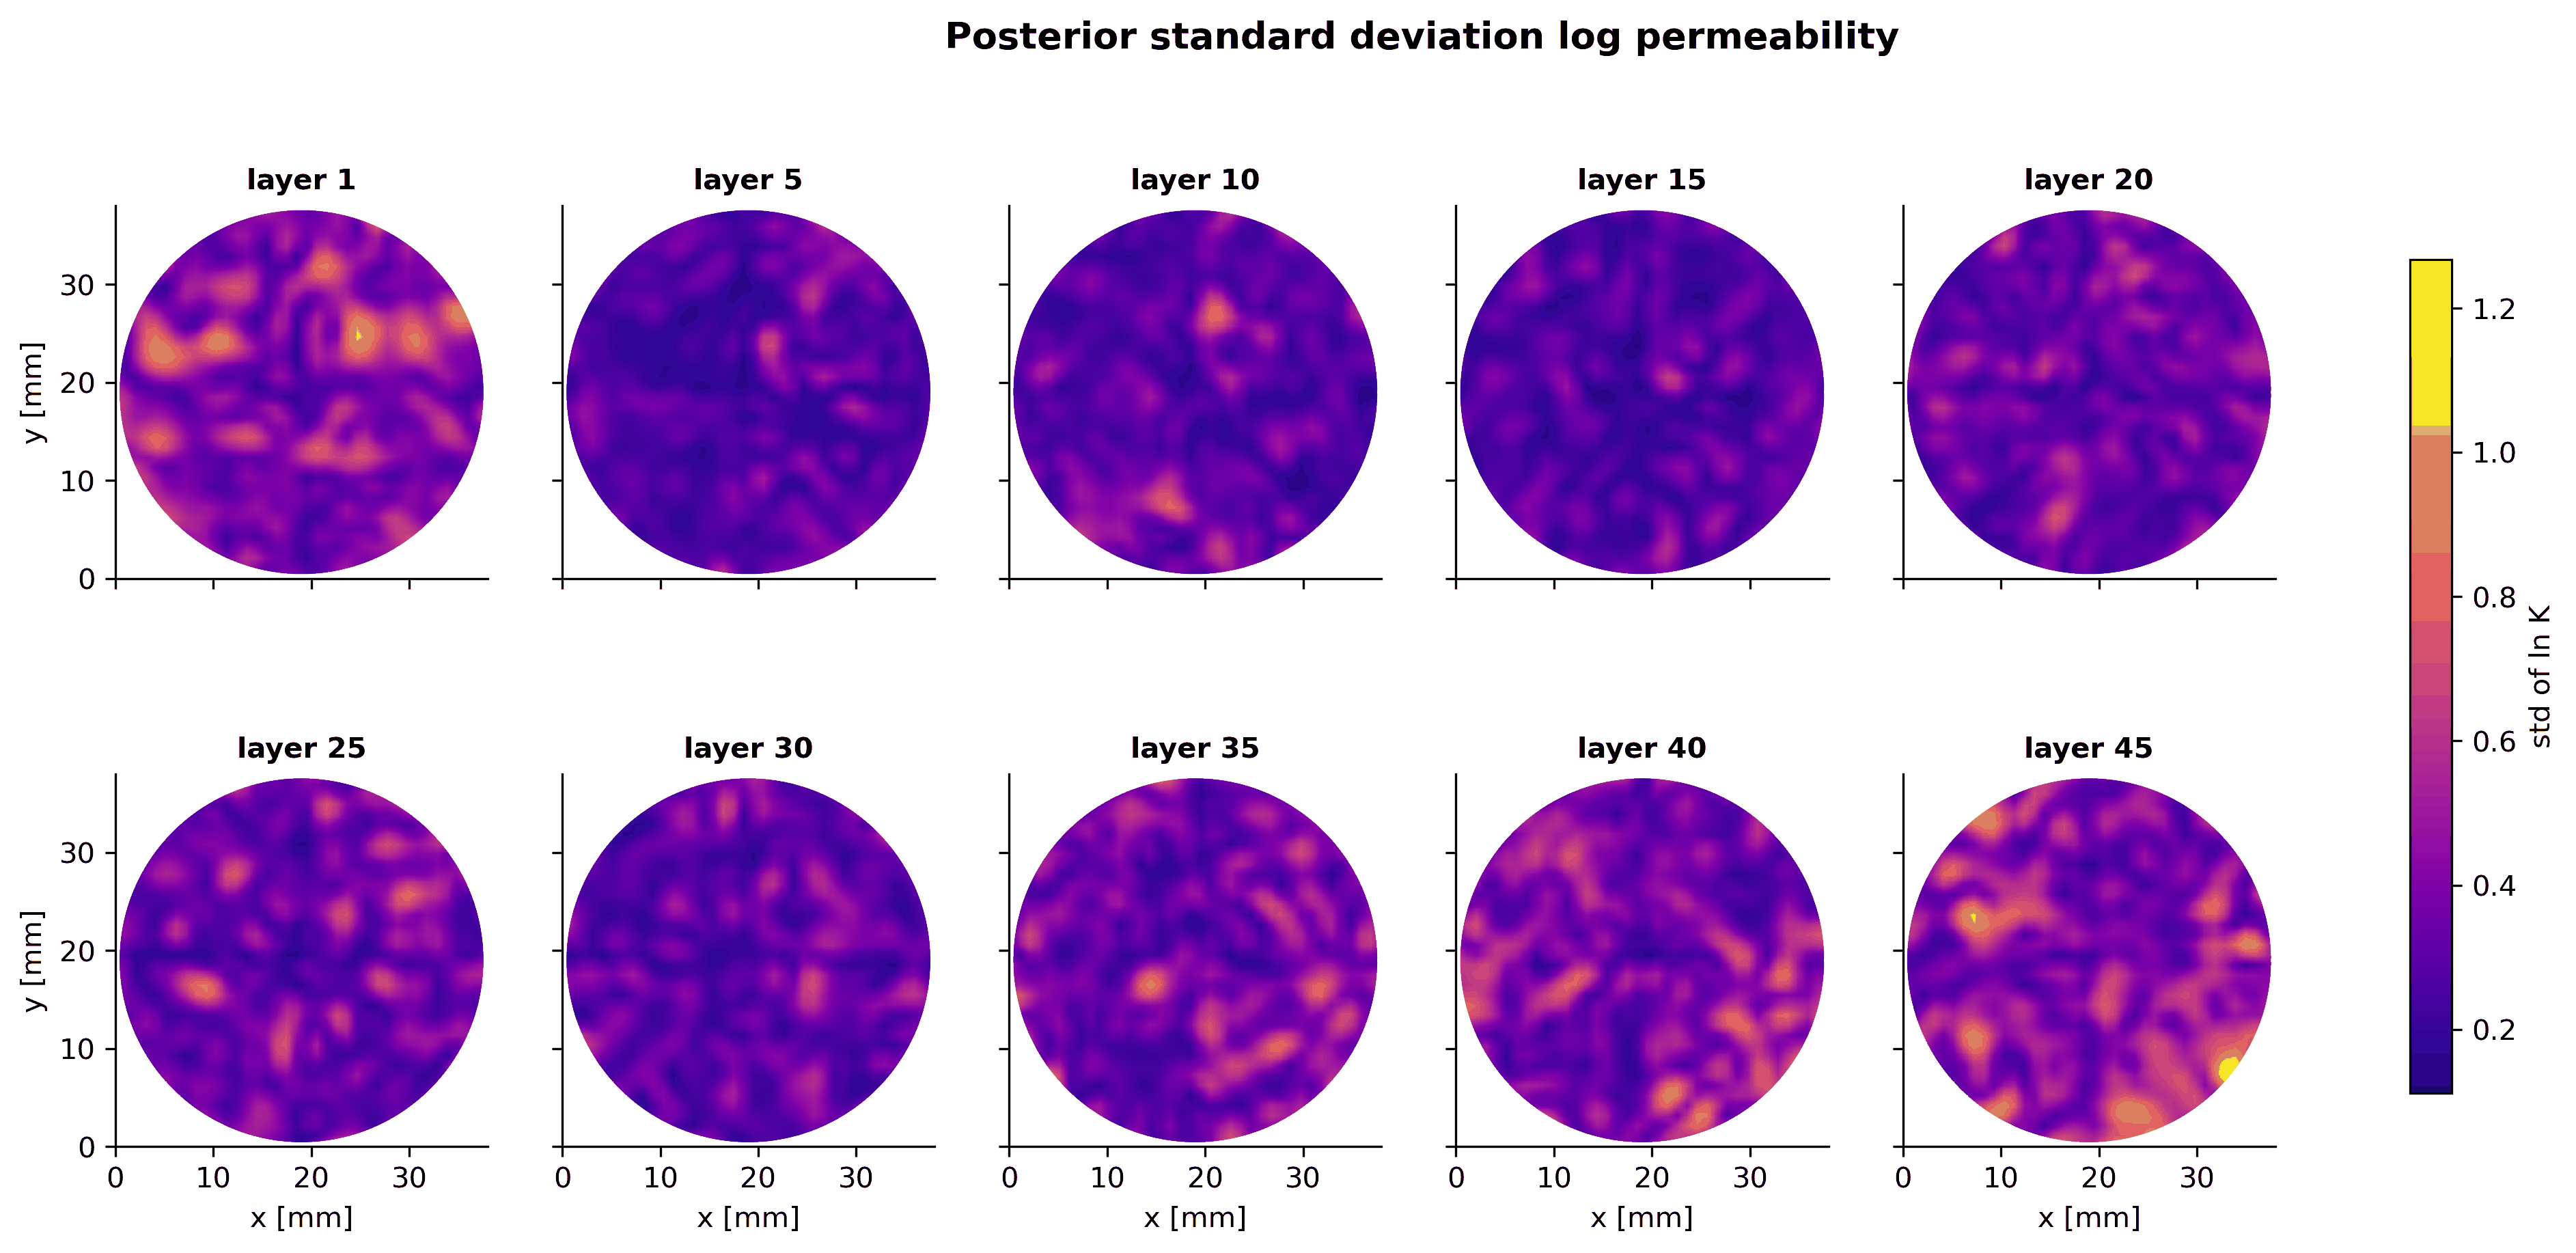 Posterior standard deviation log permeability
layer 1
layer 5
layer 10
layer 15
layer 20
y [mm]
30
20
10
0
layer 25
layer 30
layer 35
layer 40
layer 45
y [mm]
30
20
10
0
0 10 20 30
0 10 20 30
0 10 20 30
0 10 20 30
0 10 20 30
x [mm]
x [mm]
x [mm]
x [mm]
x [mm]
1.2
1.0
0.8
0.6
0.4
0.2
std of ln K